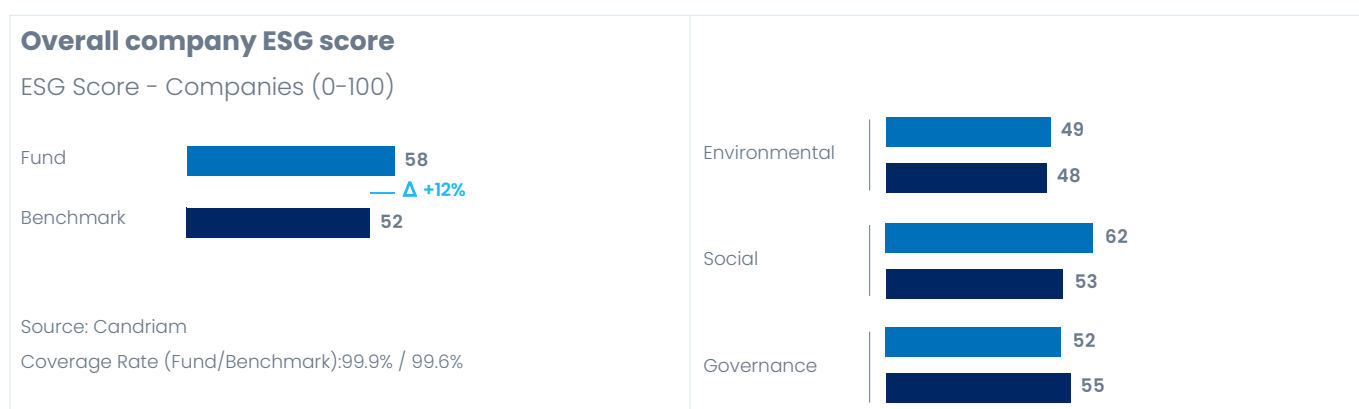 Overall company ESG score
ESG Score - Companies (0-100)
Fund
58
Δ +12%
Benchmark
52
Source: Candriam
Coverage Rate (Fund/Benchmark):99.9% / 99.6%
Environmental
49
48
Social
62
53
Governance
52
55